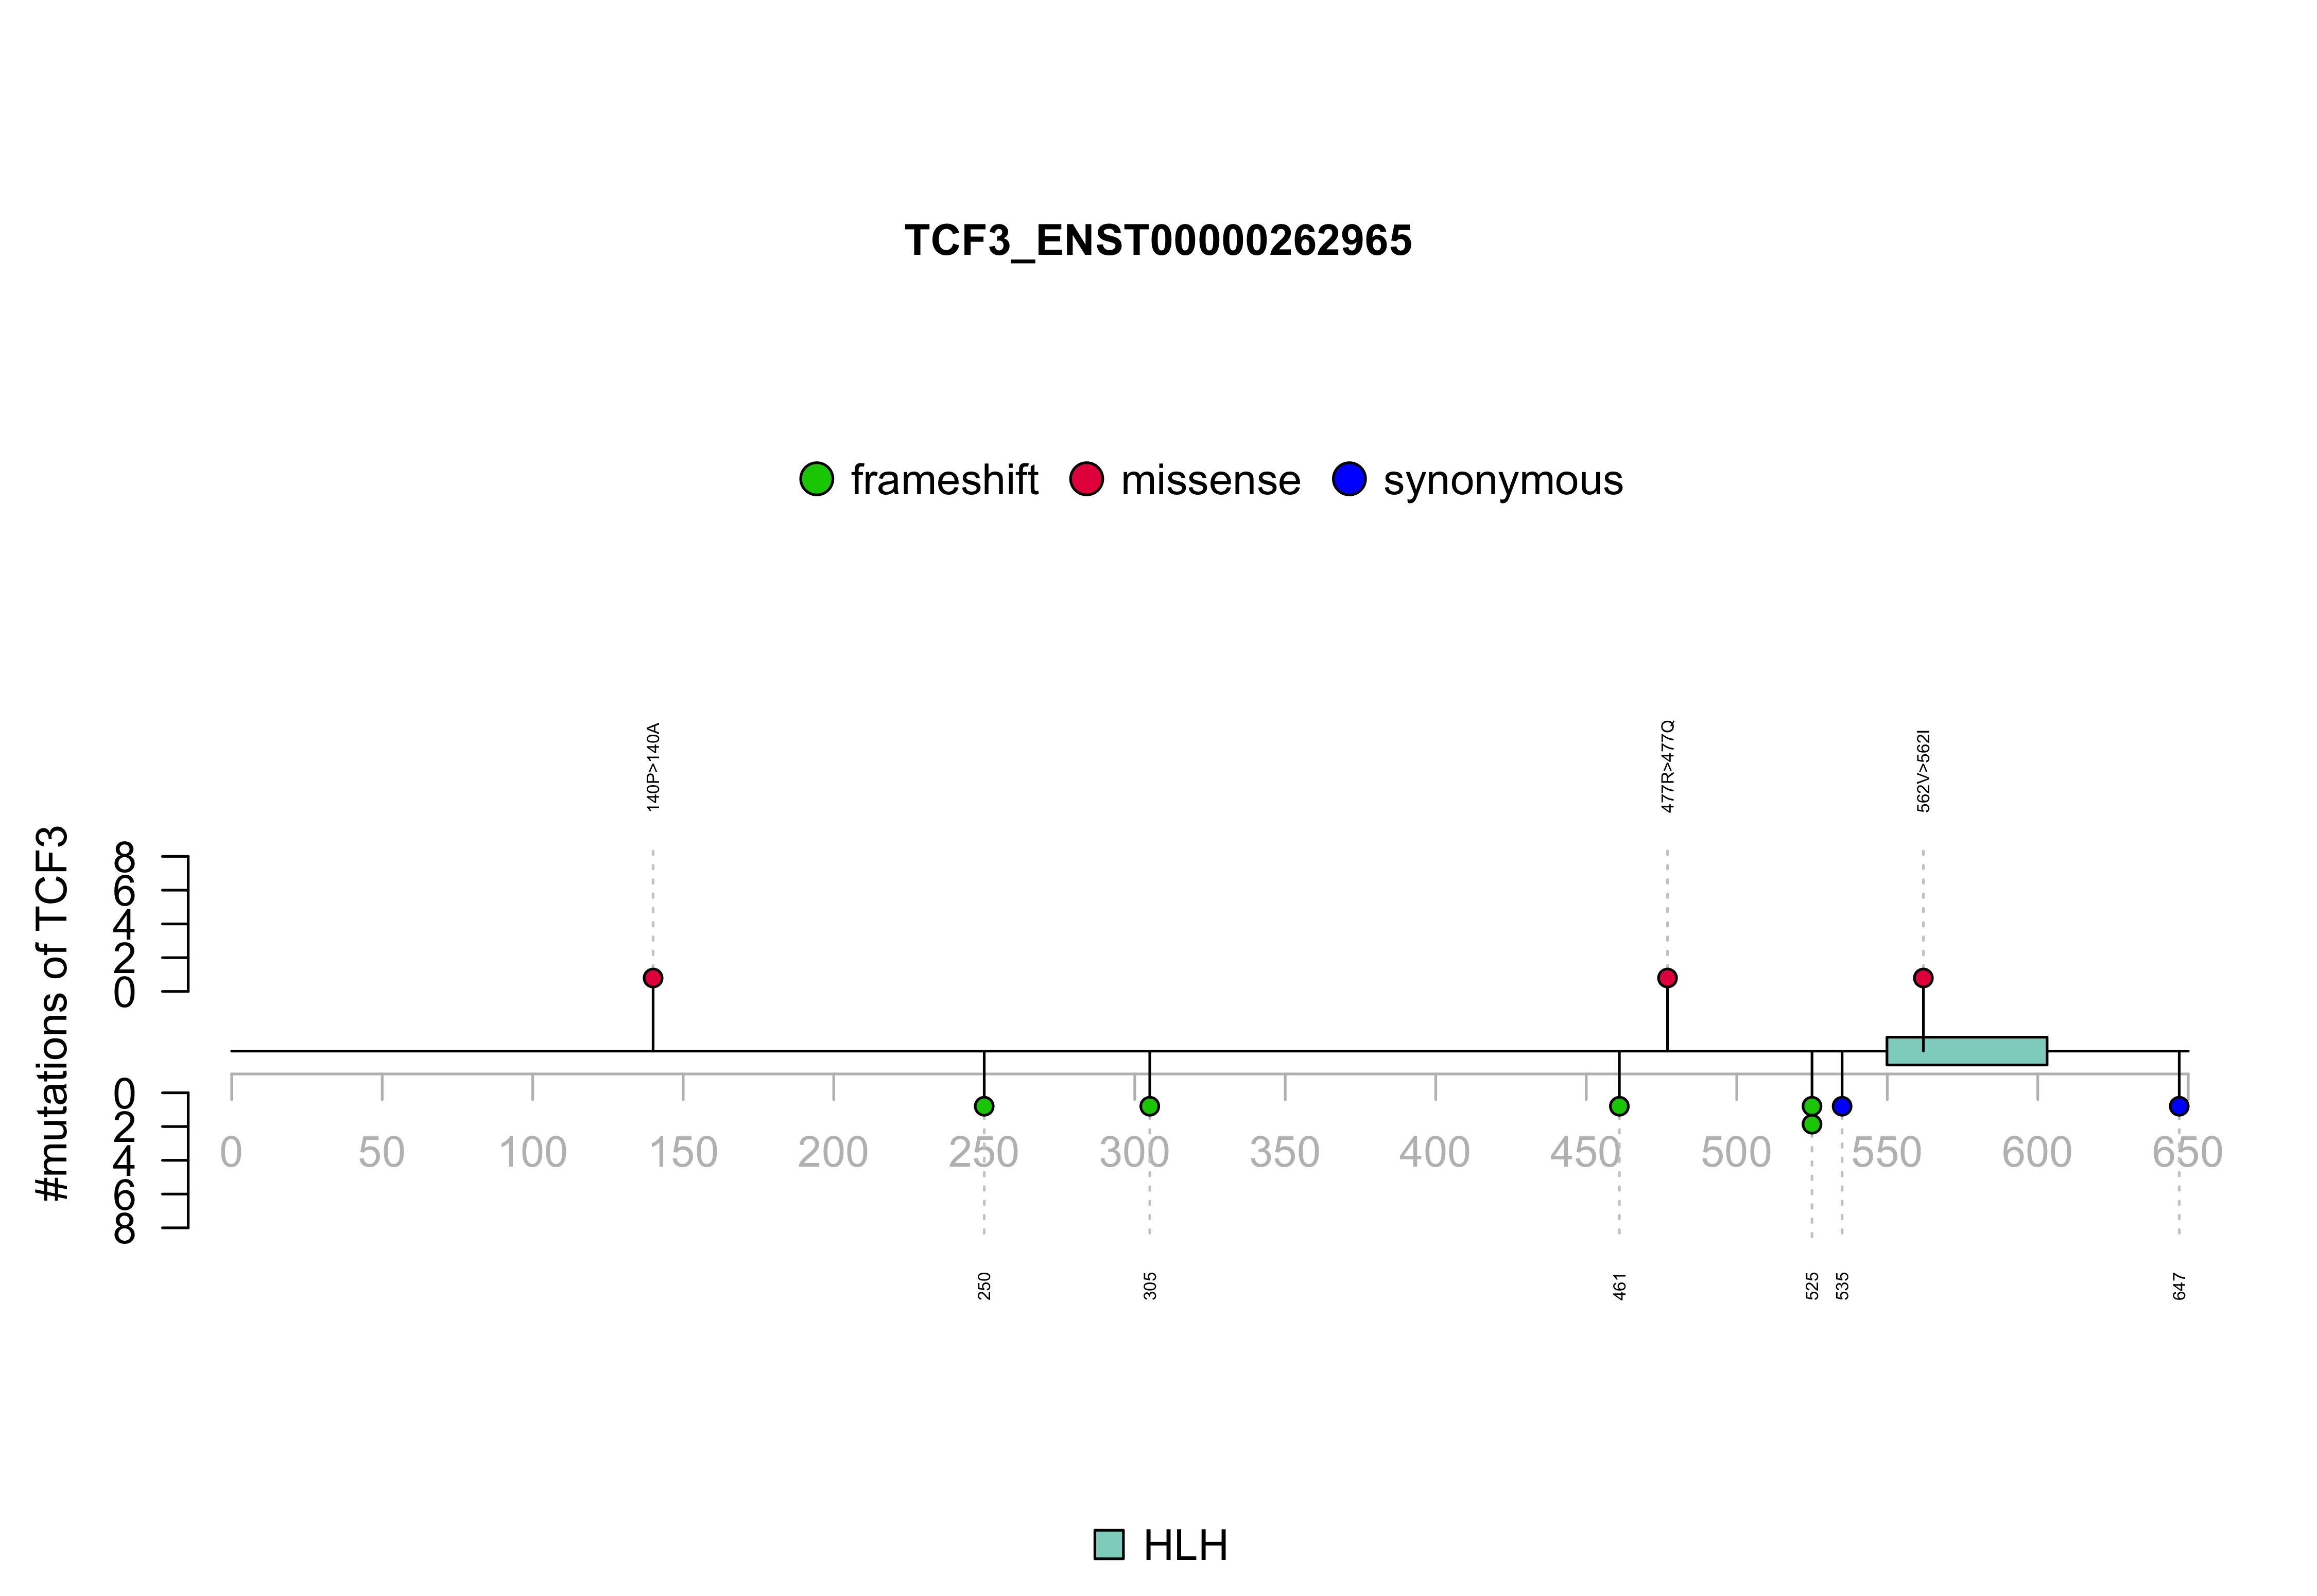 TCF3_ENST00000262965
frameshift missense synonymous
140P>140A 477R>477Q 562V>562I
#mutations of TCF3
8
6
4
2
0
0
2
4
6
8
0 50 100 150 200 250 300 350 400 450 500 550 600 650
250 305 461 525 535 647
HLH